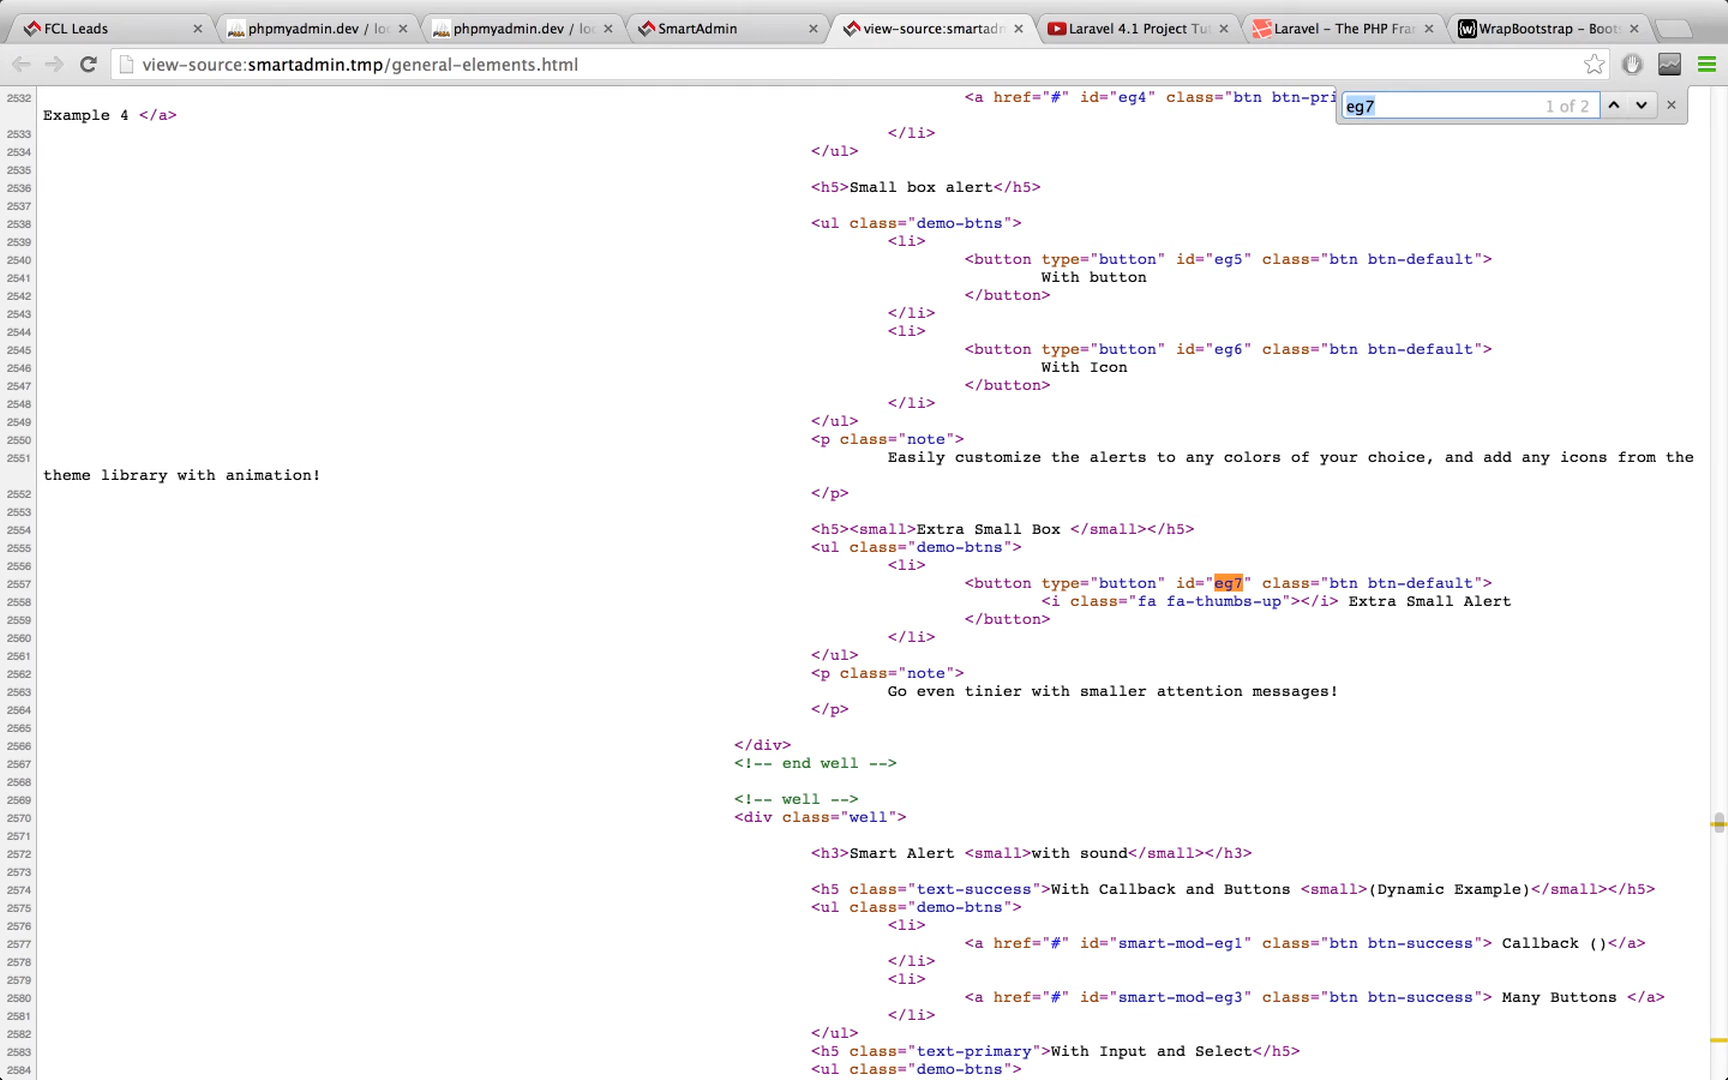 FCL Leads
phpmyadmin.dev / loc
phpmyadmin.dev / loc
SmartAdmin
view-source:smartadn
Laravel 4.1 Project Tut
Laravel – The PHP Fran
WrapBootstrap – Boots
view-source:smartadmin.tmp/general-elements.html
eg7
1 of 2
2532 <a href="#" id="eg4" class="btn btn-pri
Example 4 </a>
2533 </li>
2534 </ul>
2535
2536 <h5>Small box alert</h5>
2537
2538 <ul class="demo-btns">
2539 <li>
2540 <button type="button" id="eg5" class="btn btn-default">
2541 With button
2542 </button>
2543 </li>
2544 <li>
2545 <button type="button" id="eg6" class="btn btn-default">
2546 With Icon
2547 </button>
2548 </li>
2549 </ul>
2550 <p class="note">
2551 Easily customize the alerts to any colors of your choice, and add any icons from the
theme library with animation!
2552 </p>
2553
2554 <h5><small>Extra Small Box </small></h5>
2555 <ul class="demo-btns">
2556 <li>
2557 <button type="button" id="eg7" class="btn btn-default">
2558 <i class="fa fa-thumbs-up"></i> Extra Small Alert
2559 </button>
2560 </li>
2561 </ul>
2562 <p class="note">
2563 Go even tinier with smaller attention messages!
2564 </p>
2565
2566 </div>
2567 <!-- end well -->
2568
2569 <!-- well -->
2570 <div class="well">
2571
2572 <h3>Smart Alert <small>with sound</small></h3>
2573
2574 <h5 class="text-success">With Callback and Buttons <small>(Dynamic Example)</small></h5>
2575 <ul class="demo-btns">
2576 <li>
2577 <a href="#" id="smart-mod-eg1" class="btn btn-success"> Callback ()</a>
2578 </li>
2579 <li>
2580 <a href="#" id="smart-mod-eg3" class="btn btn-success"> Many Buttons </a>
2581 </li>
2582 </ul>
2583 <h5 class="text-primary">With Input and Select</h5>
2584 <ul class="demo-btns">